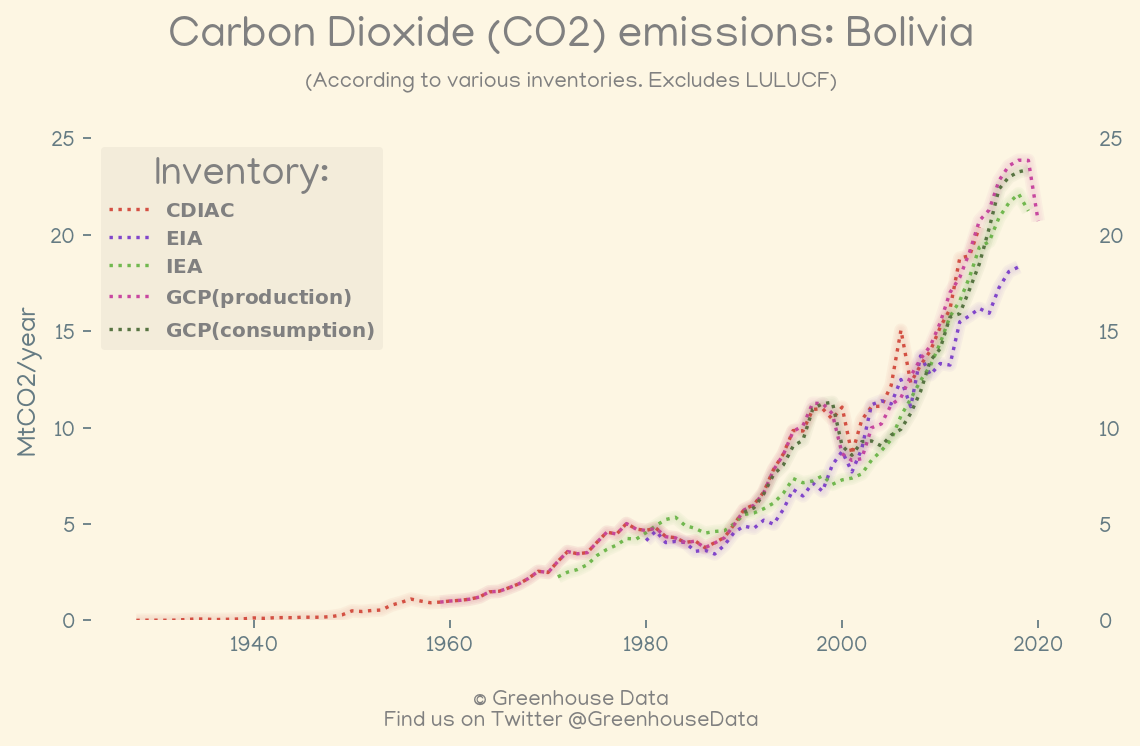 Carbon Dioxide (CO2) emissions: Bolivia
(According to various inventories. Excludes LULUCF)
25
20
15
10
5
0
MtCO2/year
Inventory:
CDIAC
EIA
IEA
GCP(production)
GCP(consumption)
25
20
15
10
5
0
1940
1960
1980
2000
2020
© Greenhouse Data
Find us on Twitter @GreenhouseData